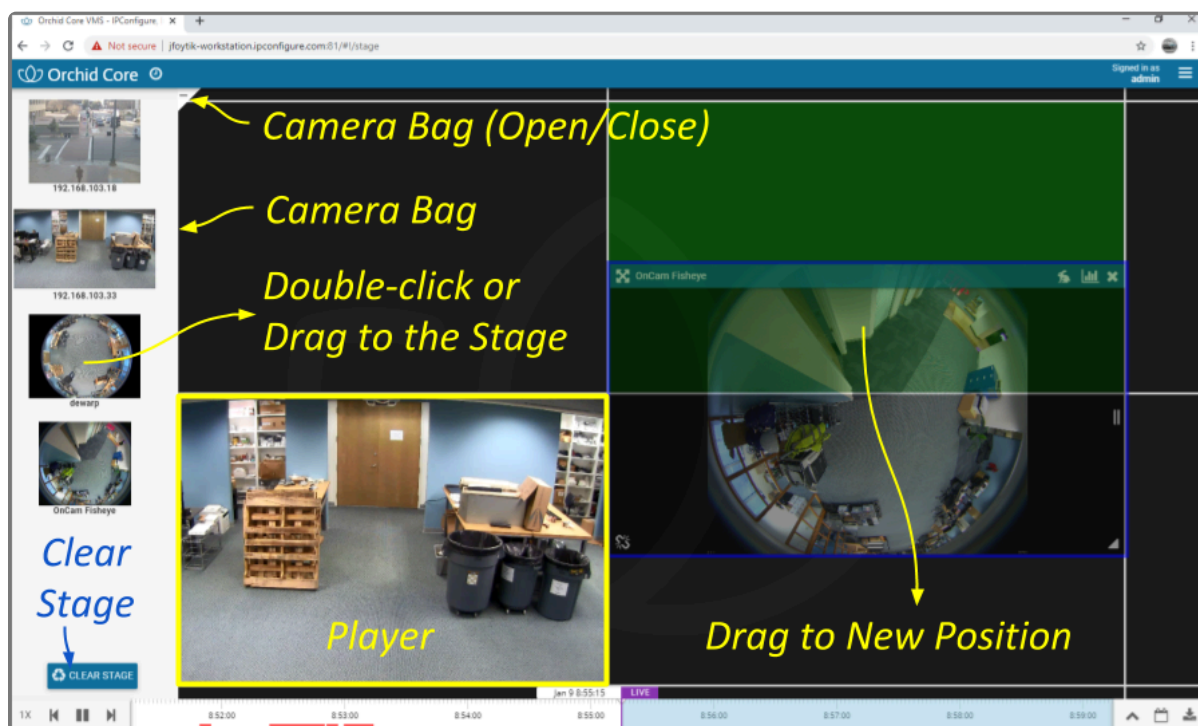 Orchid Core VMS - IPConfigure,
Not secure | jfoytik-workstation.ipconfigure.com:81/#!/stage
Orchid Core
Signed in as
admin
Camera Bag (Open/Close)
192.168.103.18
Camera Bag
OnCam Fisheye
192.168.103.33
Double-click or
Drag to the Stage
dewarp
OnCam Fisheye
Clear
Stage
Player
Drag to New Position
CLEAR STAGE
Jan 9 8:55:15
LIVE
1X
8:52:00
8:53:00
8:54:00
8:55:00
8:56:00
8:57:00
8:58:00
8:59:00